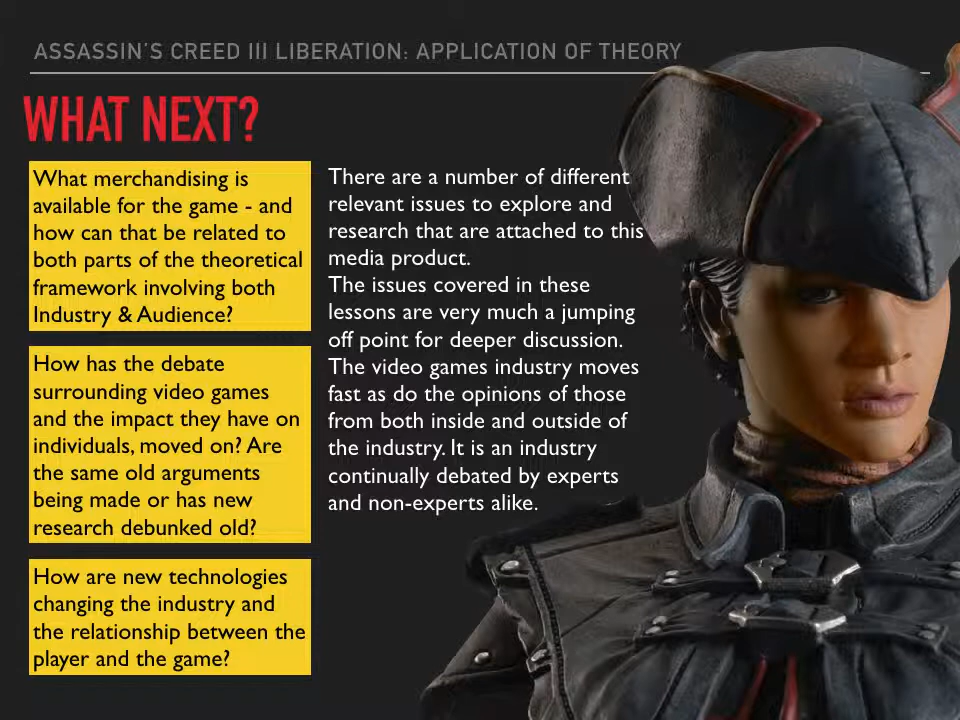 ASSASSIN'S CREED III LIBERATION: APPLICATION OF THEORY
WHAT NEXT?
What merchandising is
available for the game - and
how can that be related to
both parts of the theoretical
framework involving both
Industry & Audience?
How has the debate
surrounding video games
and the impact they have on
individuals, moved on? Are
the same old arguments
being made or has new
research debunked old?
How are new technologies
changing the industry and
the relationship between the
player and the game?
There are a number of different
relevant issues to explore and
research that are attached to this
media product.
The issues covered in these
lessons are very much a jumping
off point for deeper discussion.
The video games industry moves
fast as do the opinions of those
from both inside and outside of
the industry. It is an industry
continually debated by experts
and non-experts alike.